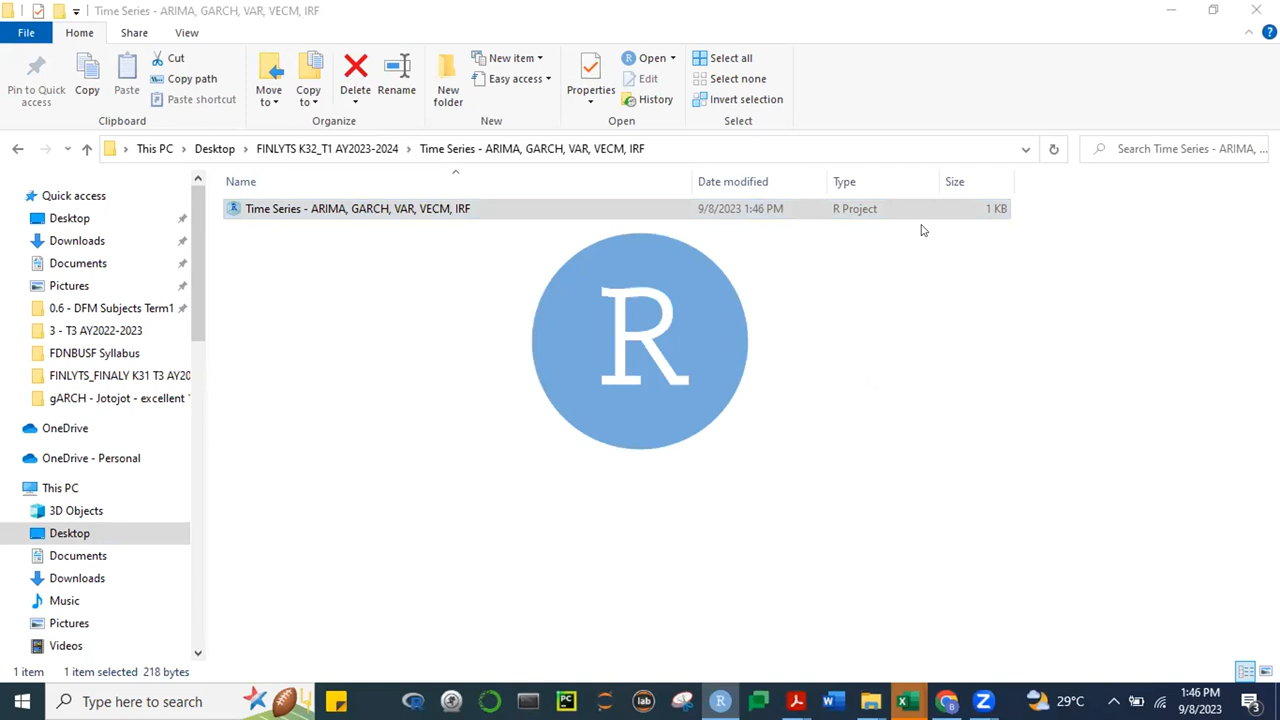 Time Series - ARIMA, GARCH, VAR, VECM, IRF
File Home Share View
Pin to Quick access
Copy
Paste
Cut
Copy path
Paste shortcut
Clipboard
Move to
Copy to
Delete
Rename
Organize
New folder
New item
Easy access
New
Properties
Open
Edit
History
Open
Select all
Select none
Invert selection
Select
This PC Desktop FINLYTS K32_T1 AY2023-2024 Time Series - ARIMA, GARCH, VAR, VECM, IRF
Search Time Series - ARIMA, ...
Name Date modified Type Size
Time Series - ARIMA, GARCH, VAR, VECM, IRF 9/8/2023 1:46 PM R Project 1 KB
Quick access
Desktop
Downloads
Documents
Pictures
0.6 - DFM Subjects Term1
3 - T3 AY2022-2023
FDNBUSF Syllabus
FINLYTS_FINALY K31 T3 AY20
gARCH - Jotojot - excellent
OneDrive
OneDrive - Personal
This PC
3D Objects
Desktop
Documents
Downloads
Music
Pictures
Videos
R
1 item 1 item selected 218 bytes
Type here to search
R
PC
lab
R
W
X
B
Z
29°C
1:46 PM
9/8/2023
3